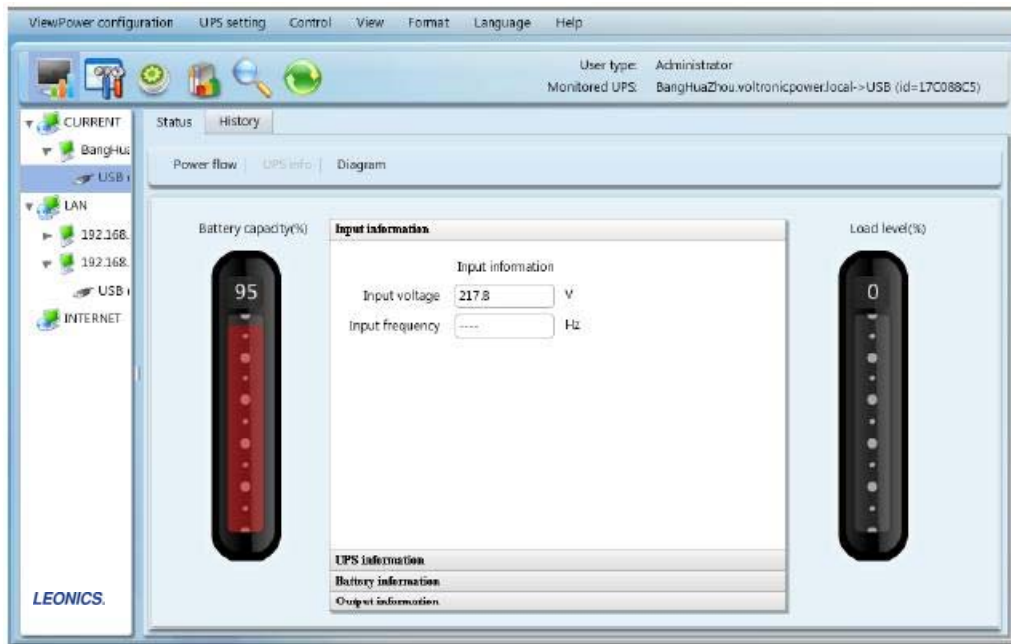 ViewPower configuration UPS setting Control View Format Language Help
User type: Administrator
Monitored UPS: BangHuaZhou.voltronicpower.local->USB (id=17C088C5)
CURRENT
BangHua
USB
LAN
192.168.
192.168.
USB
INTERNET
LEONICS.
Status History
Power flow UPS info Diagram
Battery capacity(%)
95
Input information
Input information
Input voltage 217.8 V
Input frequency ---- Hz
UPS information
Battery information
Output information
Load level(%)
0